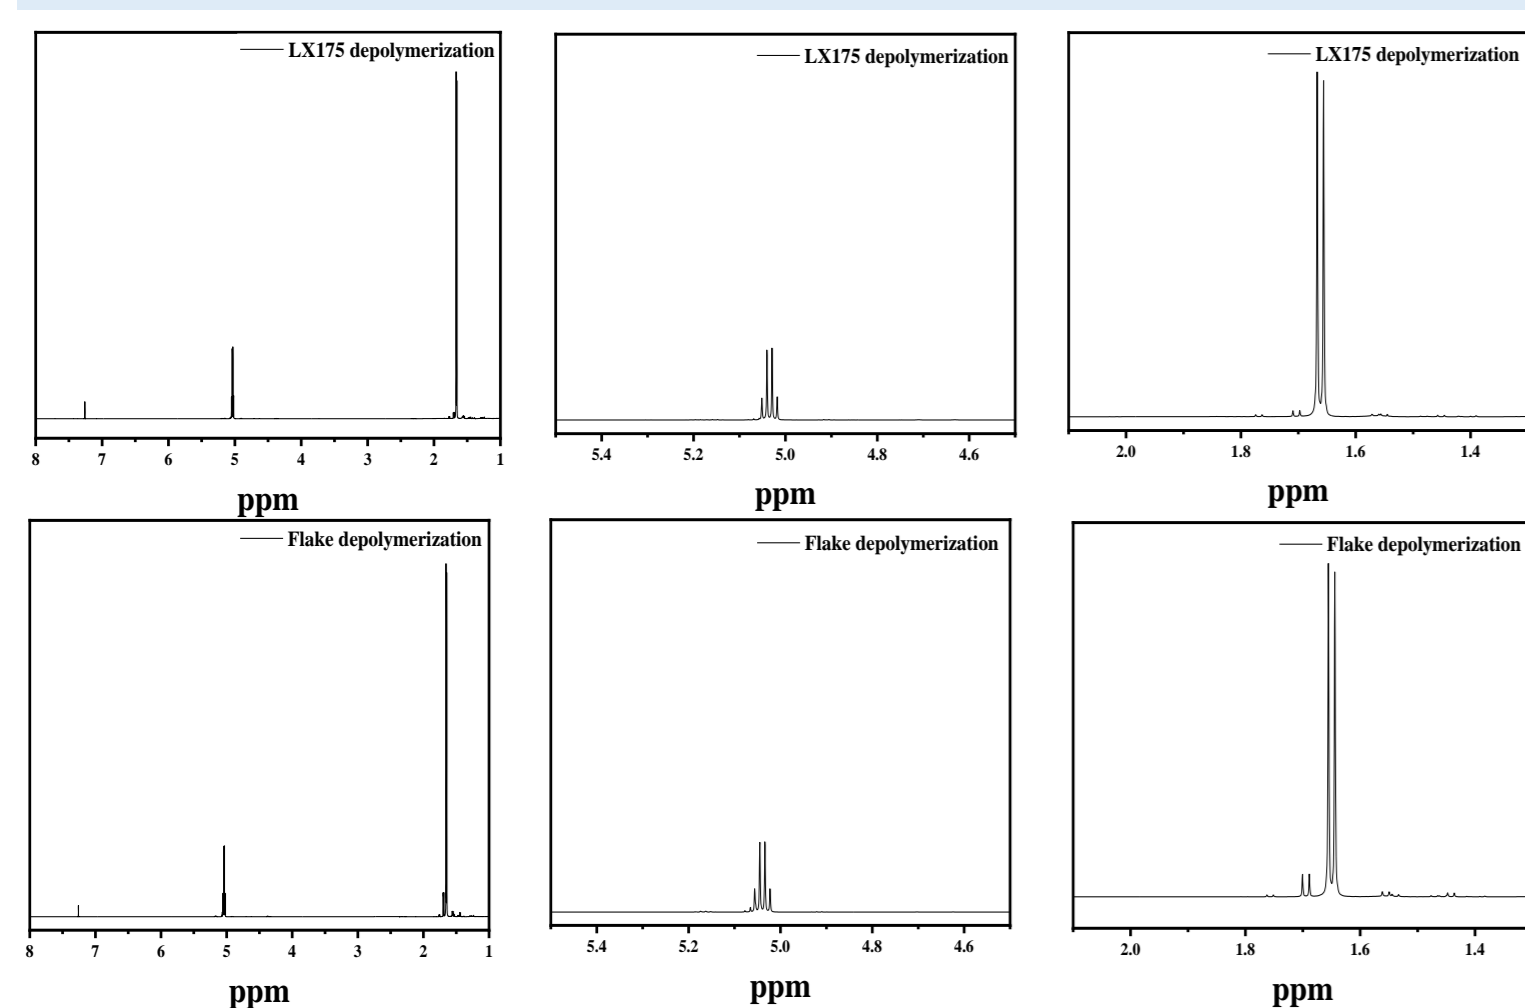 LX175 depolymerization
8 7 6 5 4 3 2 1
ppm
LX175 depolymerization
5.4 5.2 5.0 4.8 4.6
ppm
LX175 depolymerization
2.0 1.8 1.6 1.4
ppm
Flake depolymerization
8 7 6 5 4 3 2 1
ppm
Flake depolymerization
5.4 5.2 5.0 4.8 4.6
ppm
Flake depolymerization
2.0 1.8 1.6 1.4
ppm